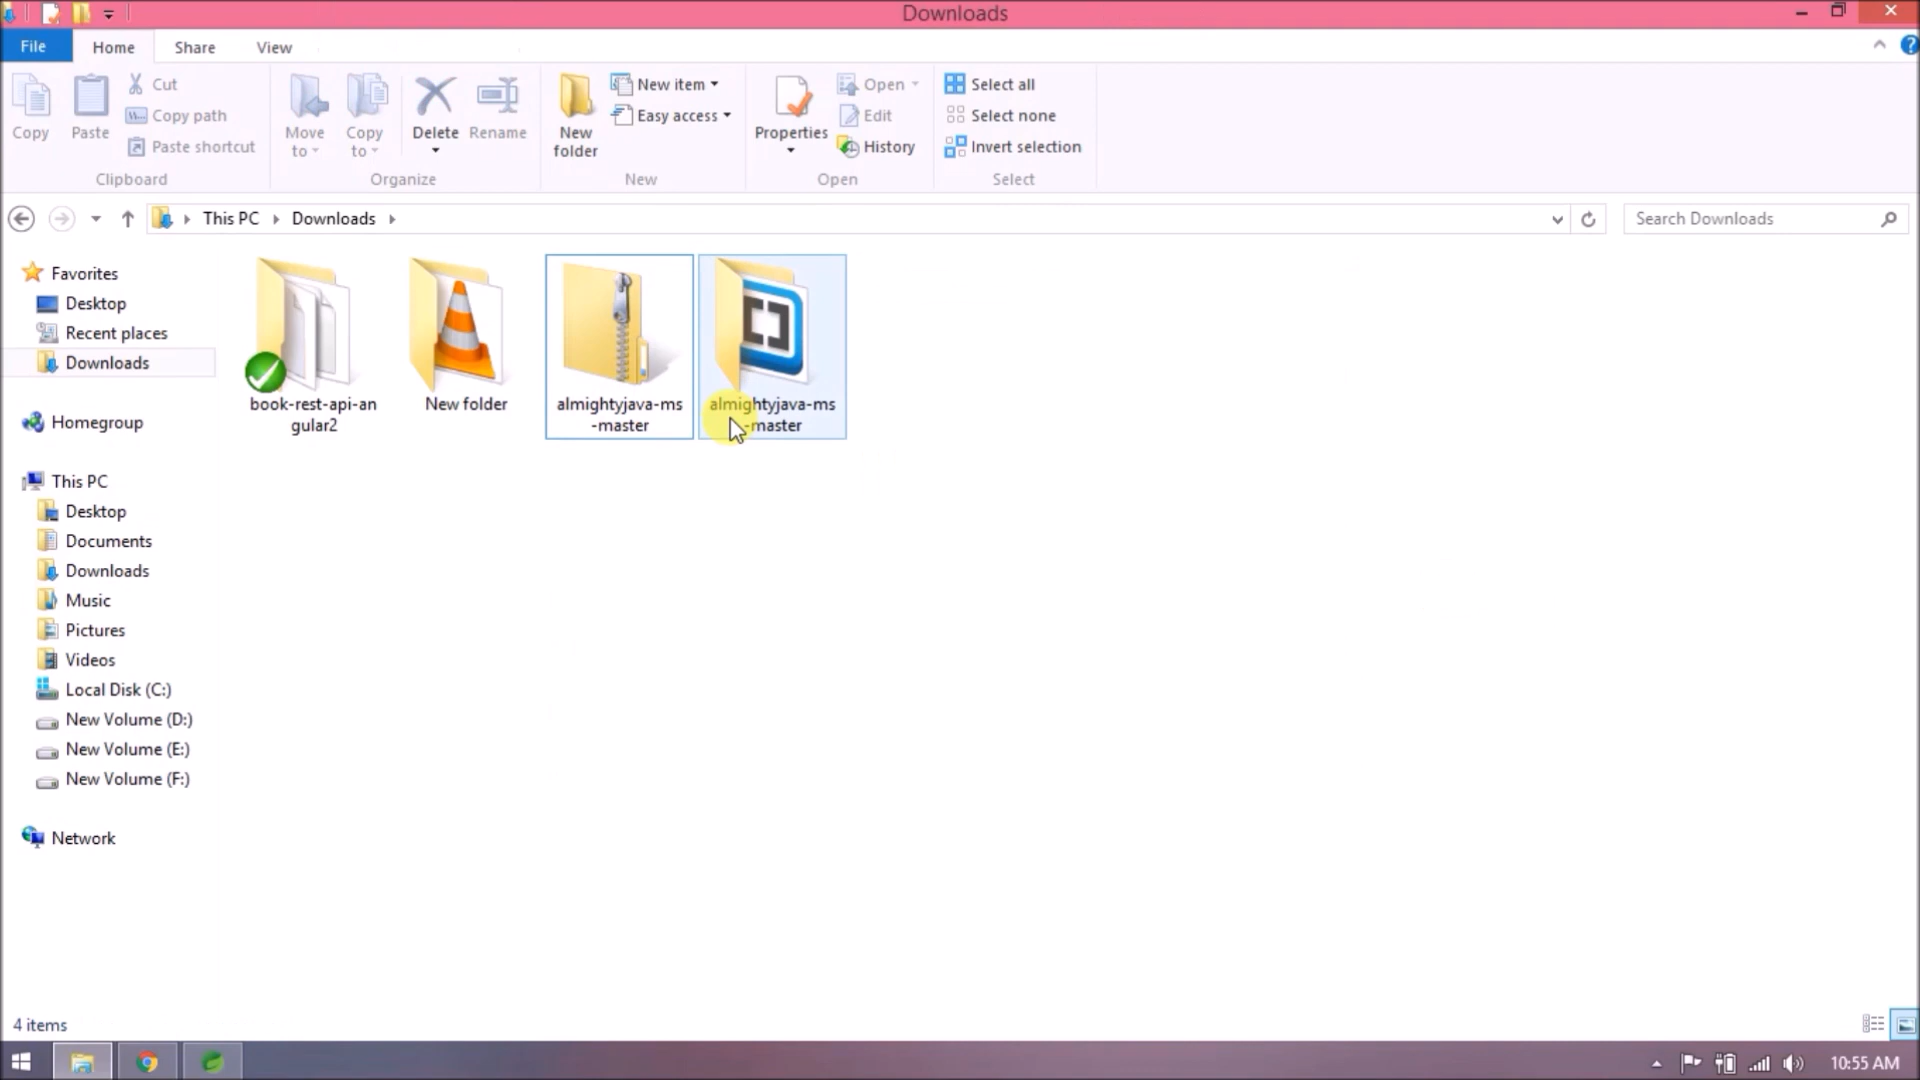 Downloads
File Home Share View
Copy
Paste
Cut
Copy path
Paste shortcut
Clipboard
Move to
Copy to
Delete
Rename
Organize
New folder
New item
Easy access
New
Properties
Open
Edit
History
Open
Select all
Select none
Invert selection
Select
This PC Downloads
Search Downloads
Favorites
Desktop
Recent places
Downloads
Homegroup
This PC
Desktop
Documents
Downloads
Music
Pictures
Videos
Local Disk (C:)
New Volume (D:)
New Volume (E:)
New Volume (F:)
Network
book-rest-api-an
gular2
New folder
almightyjava-ms
-master
almightyjava-ms
-master
4 items
10:55 AM